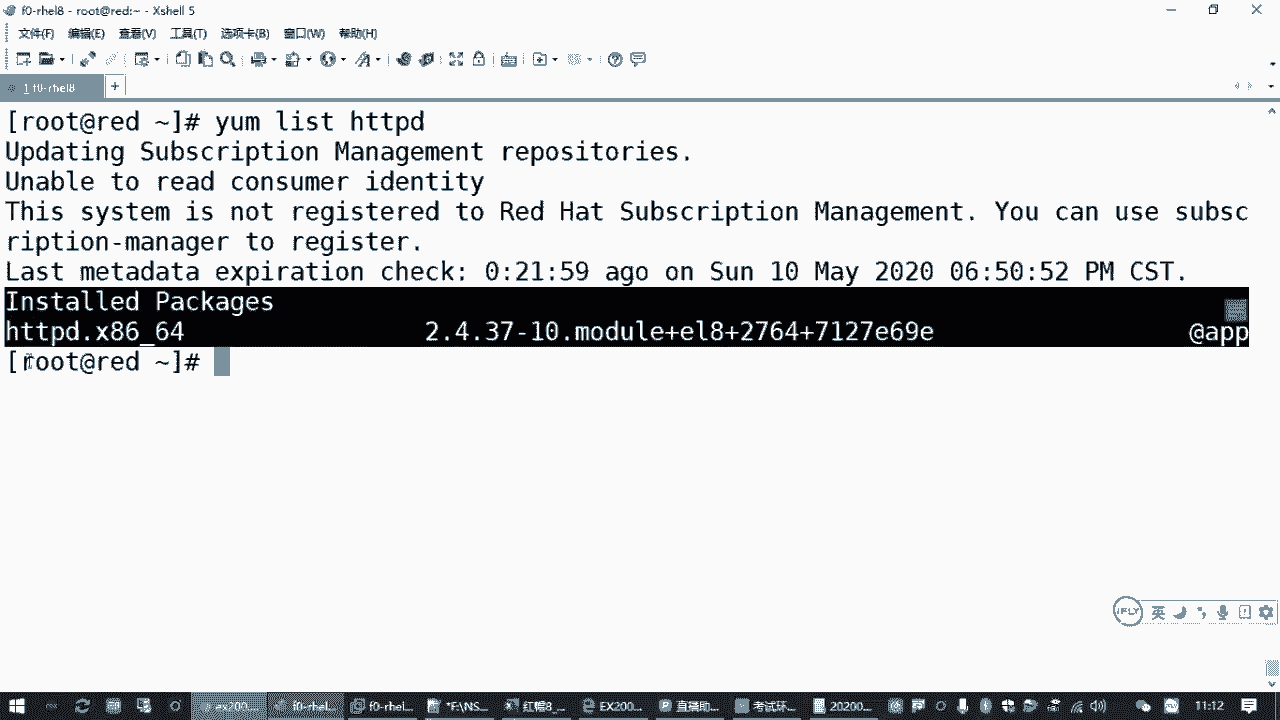 f0-rhel8 - root@red:~ - Xshell 5
文件(F) 编辑(E) 查看(V) 工具(T) 选项卡(B) 窗口(W) 帮助(H)
1 f0-rhel8
[root@red ~]# yum list httpd
Updating Subscription Management repositories.
Unable to read consumer identity
This system is not registered to Red Hat Subscription Management. You can use subsc
ription-manager to register.
Last metadata expiration check: 0:21:59 ago on Sun 10 May 2020 06:50:52 PM CST.
Installed Packages
httpd.x86_64 2.4.37-10.module+el8+2764+7127e69e @app
[root@red ~]#
iFLY 英
ex200... f0-rhel... f0-rhel... *F:\NS... 红帽8_... EX200... 直播助... 考试环... 20200... 11:12